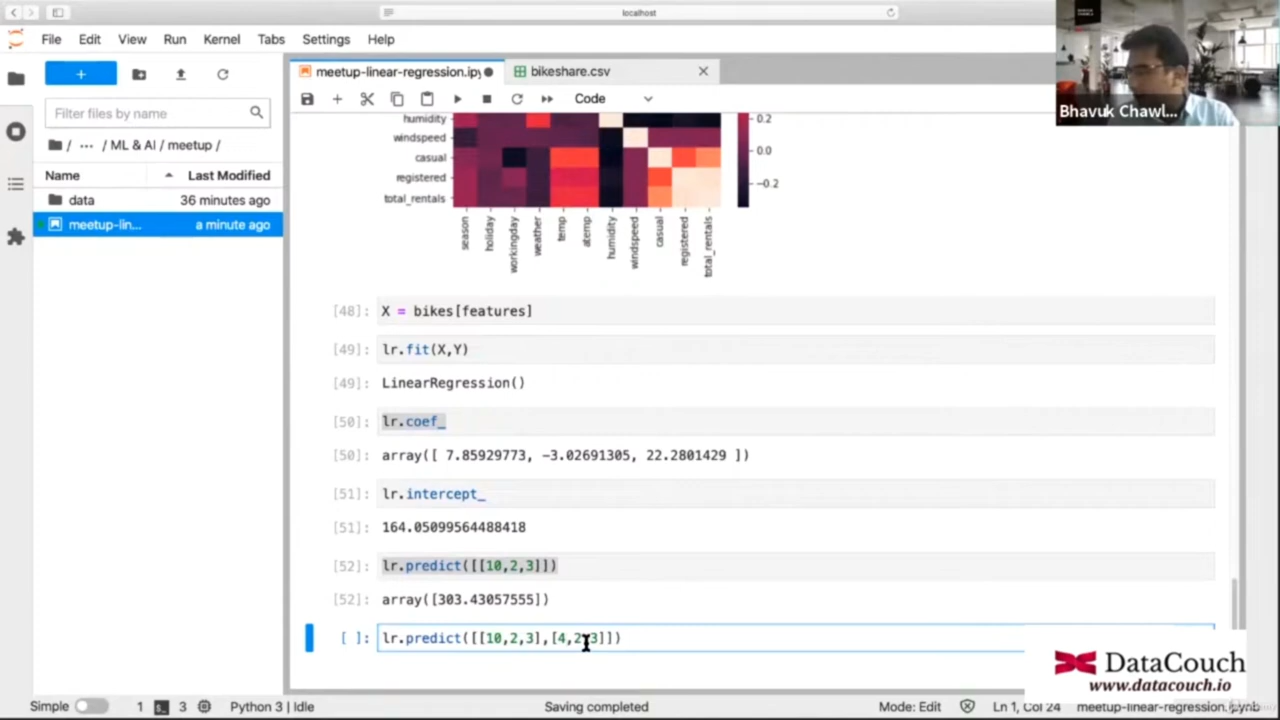 localhost
File Edit View Run Kernel Tabs Settings Help
Bhavuk Chawl...
meetup-linear-regression.ipy
bikeshare.csv
Code
Filter files by name
/ ... / ML & AI / meetup /
Name Last Modified
data 36 minutes ago
meetup-lin... a minute ago
humidity
windspeed
casual
registered
total_rentals
0.2
0.0
−0.2
season holiday workingday weather temp atemp humidity windspeed casual registered total_rentals
[48]: X = bikes[features]
[49]: lr.fit(X,Y)
[49]: LinearRegression()
[50]: lr.coef_
[50]: array([ 7.85929773, -3.02691305, 22.2801429 ])
[51]: lr.intercept_
[51]: 164.05099564488418
[52]: lr.predict([[10,2,3]])
[52]: array([303.43057555])
[ ]: lr.predict([[10,2,3],[4,2,3]])
DataCouch
www.datacouch.io
Simple 1 3 Python 3 | Idle Saving completed Mode: Edit Ln 1, Col 24 meetup-linear-regression.ipynb